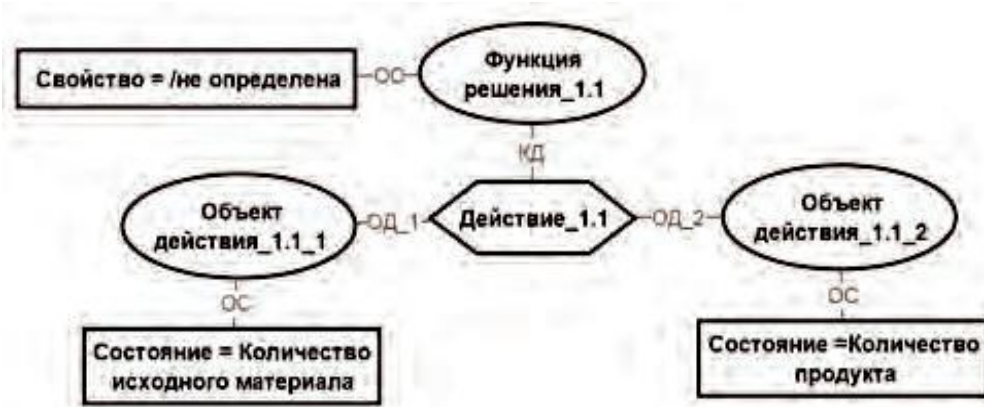 Функция
решения_1.1
ОС
Свойство = /не определена
КД
Объект
действия_1.1_1
ОД_1
Действие_1.1
ОД_2
Объект
действия_1.1_2
ОС
ОС
Состояние = Количество
исходного материала
Состояние =Количество
продукта